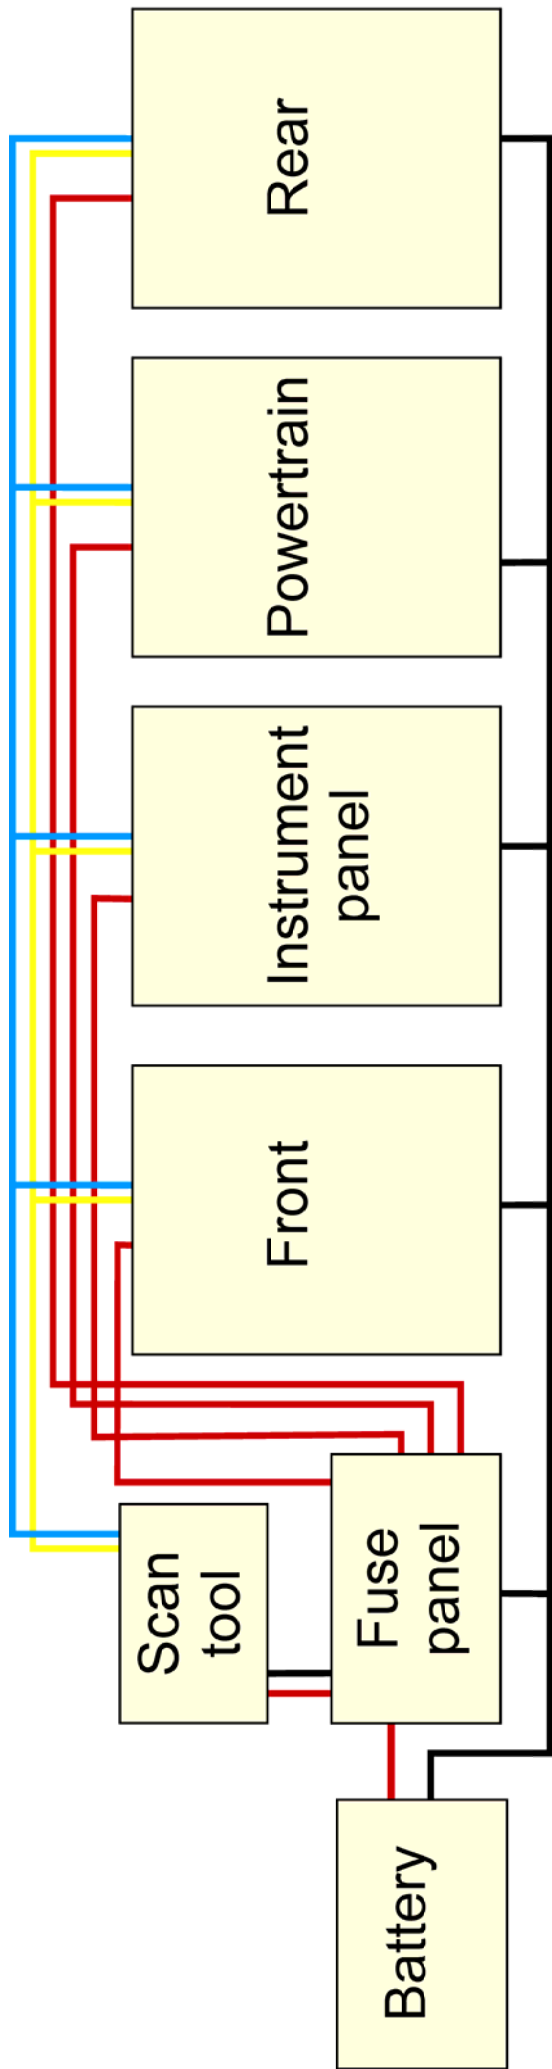 Battery
Scan
tool
Fuse
panel
Front
Instrument
panel
Powertrain
Rear